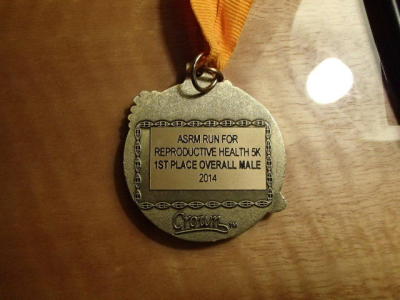 ASRM RUN FOR
REPRODUCTIVE HEALTH 5K
1ST PLACE OVERALL MALE
2014
Crown